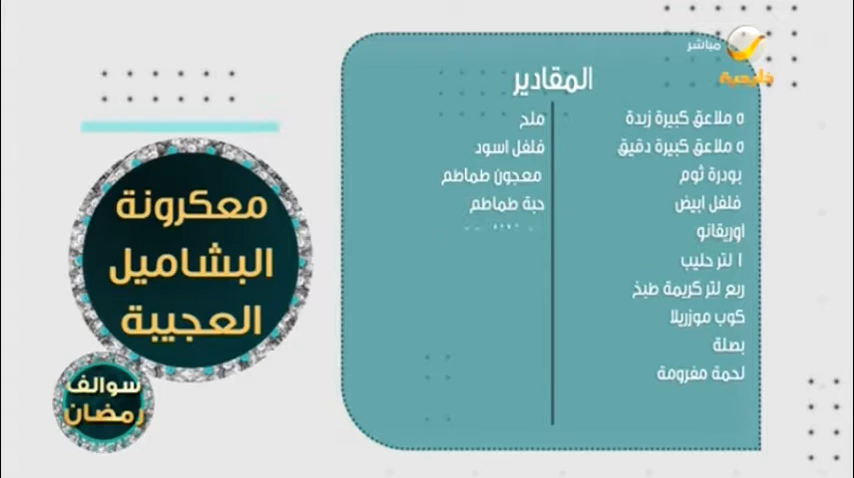 مباشر
خليجية
المقادير
٥ ملاعق كبيرة زبدة
٥ ملاعق كبيرة دقيق
بودرة ثوم
فلفل ابيض
اوريقانو
١ لتر حليب
ربع لتر كريمة طبخ
كوب موزريلا
بصلة
لحمة مفرومة
ملح
فلفل اسود
معجون طماطم
حبة طماطم
معكرونة
البشاميل
العجيبة
سوالف
رمضان